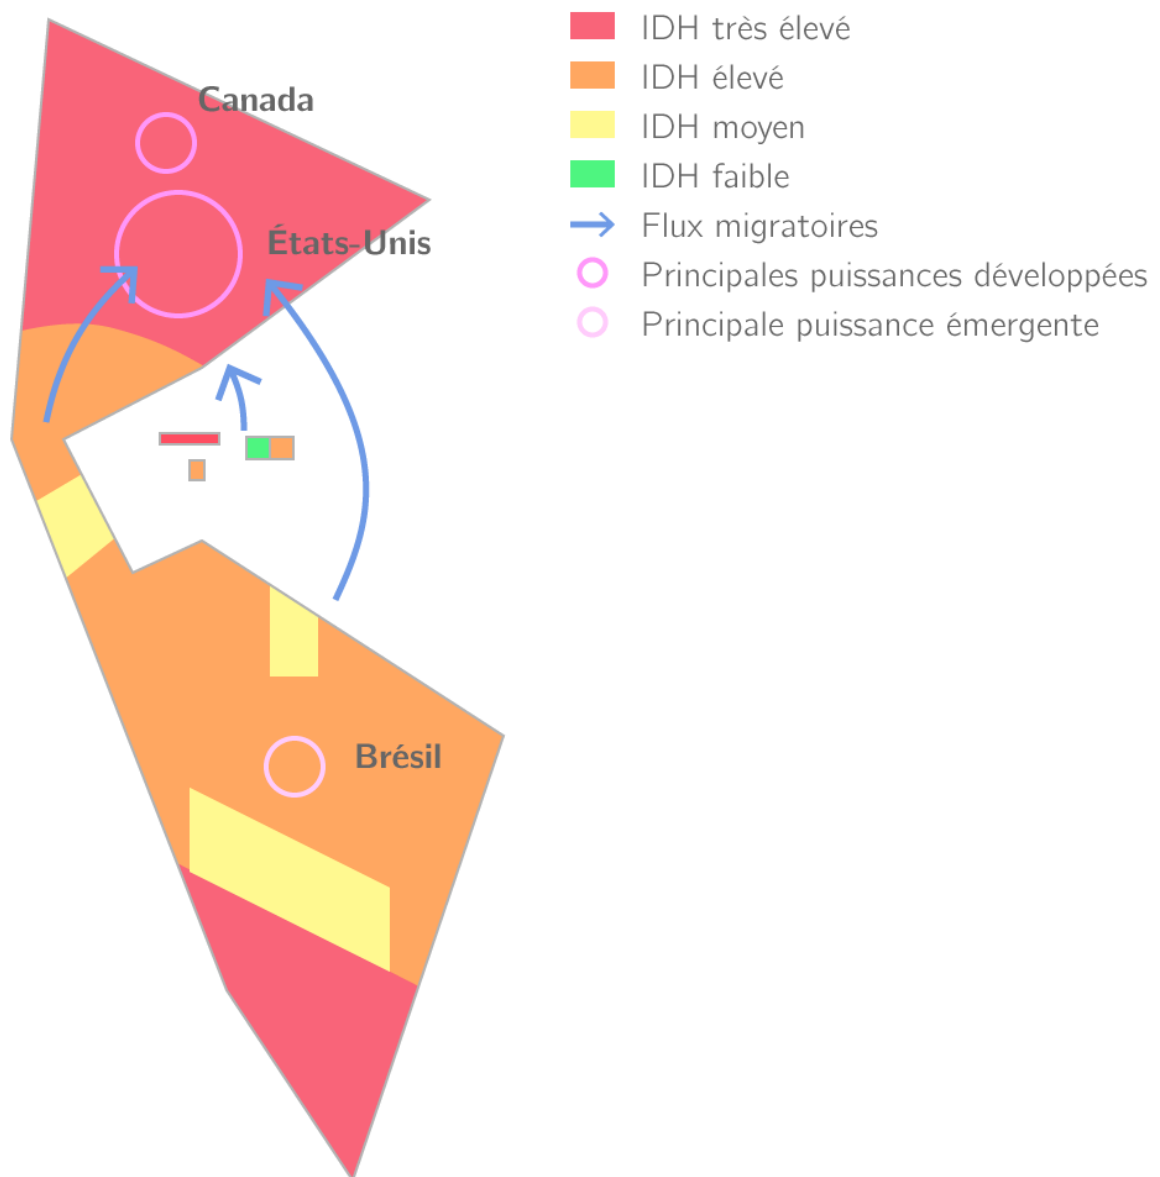 Canada
États-Unis
Brésil
IDH très élevé
IDH élevé
IDH moyen
IDH faible
Flux migratoires
Principales puissances développées
Principale puissance émergente